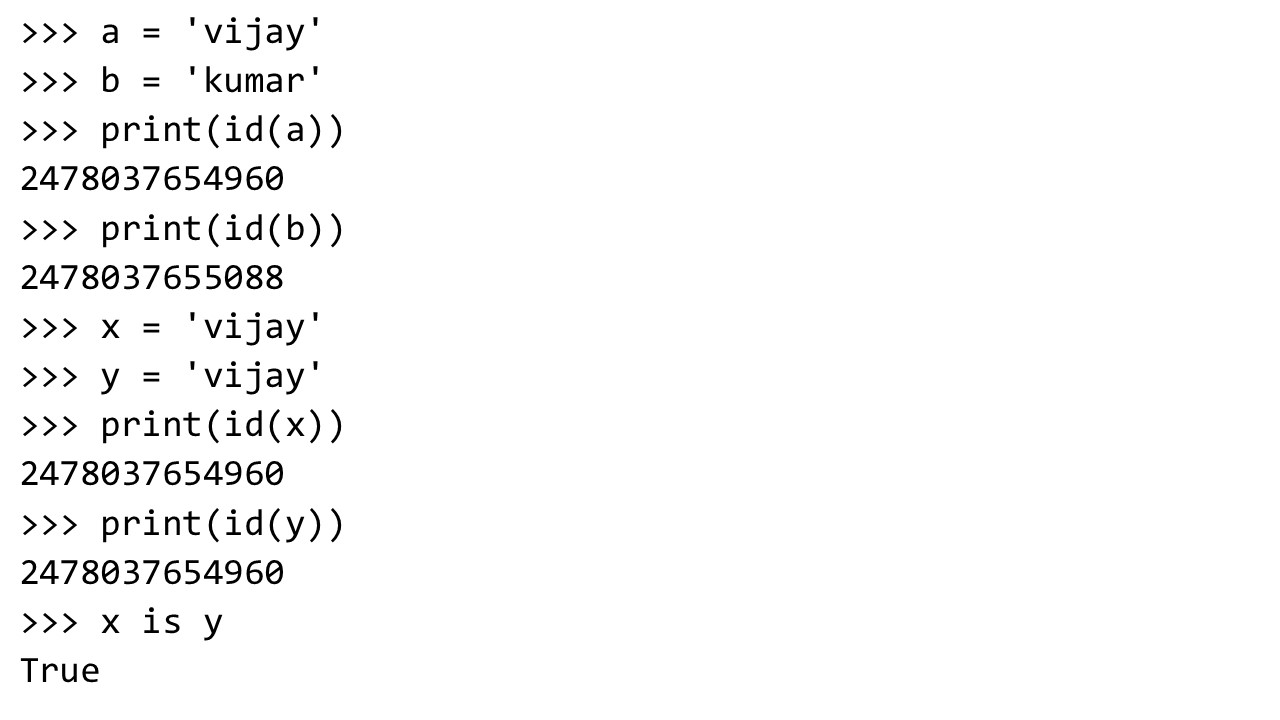 >>> a = 'vijay'
>>> b = 'kumar'
>>> print(id(a))
2478037654960
>>> print(id(b))
2478037655088
>>> x = 'vijay'
>>> y = 'vijay'
>>> print(id(x))
2478037654960
>>> print(id(y))
2478037654960
>>> x is y
True